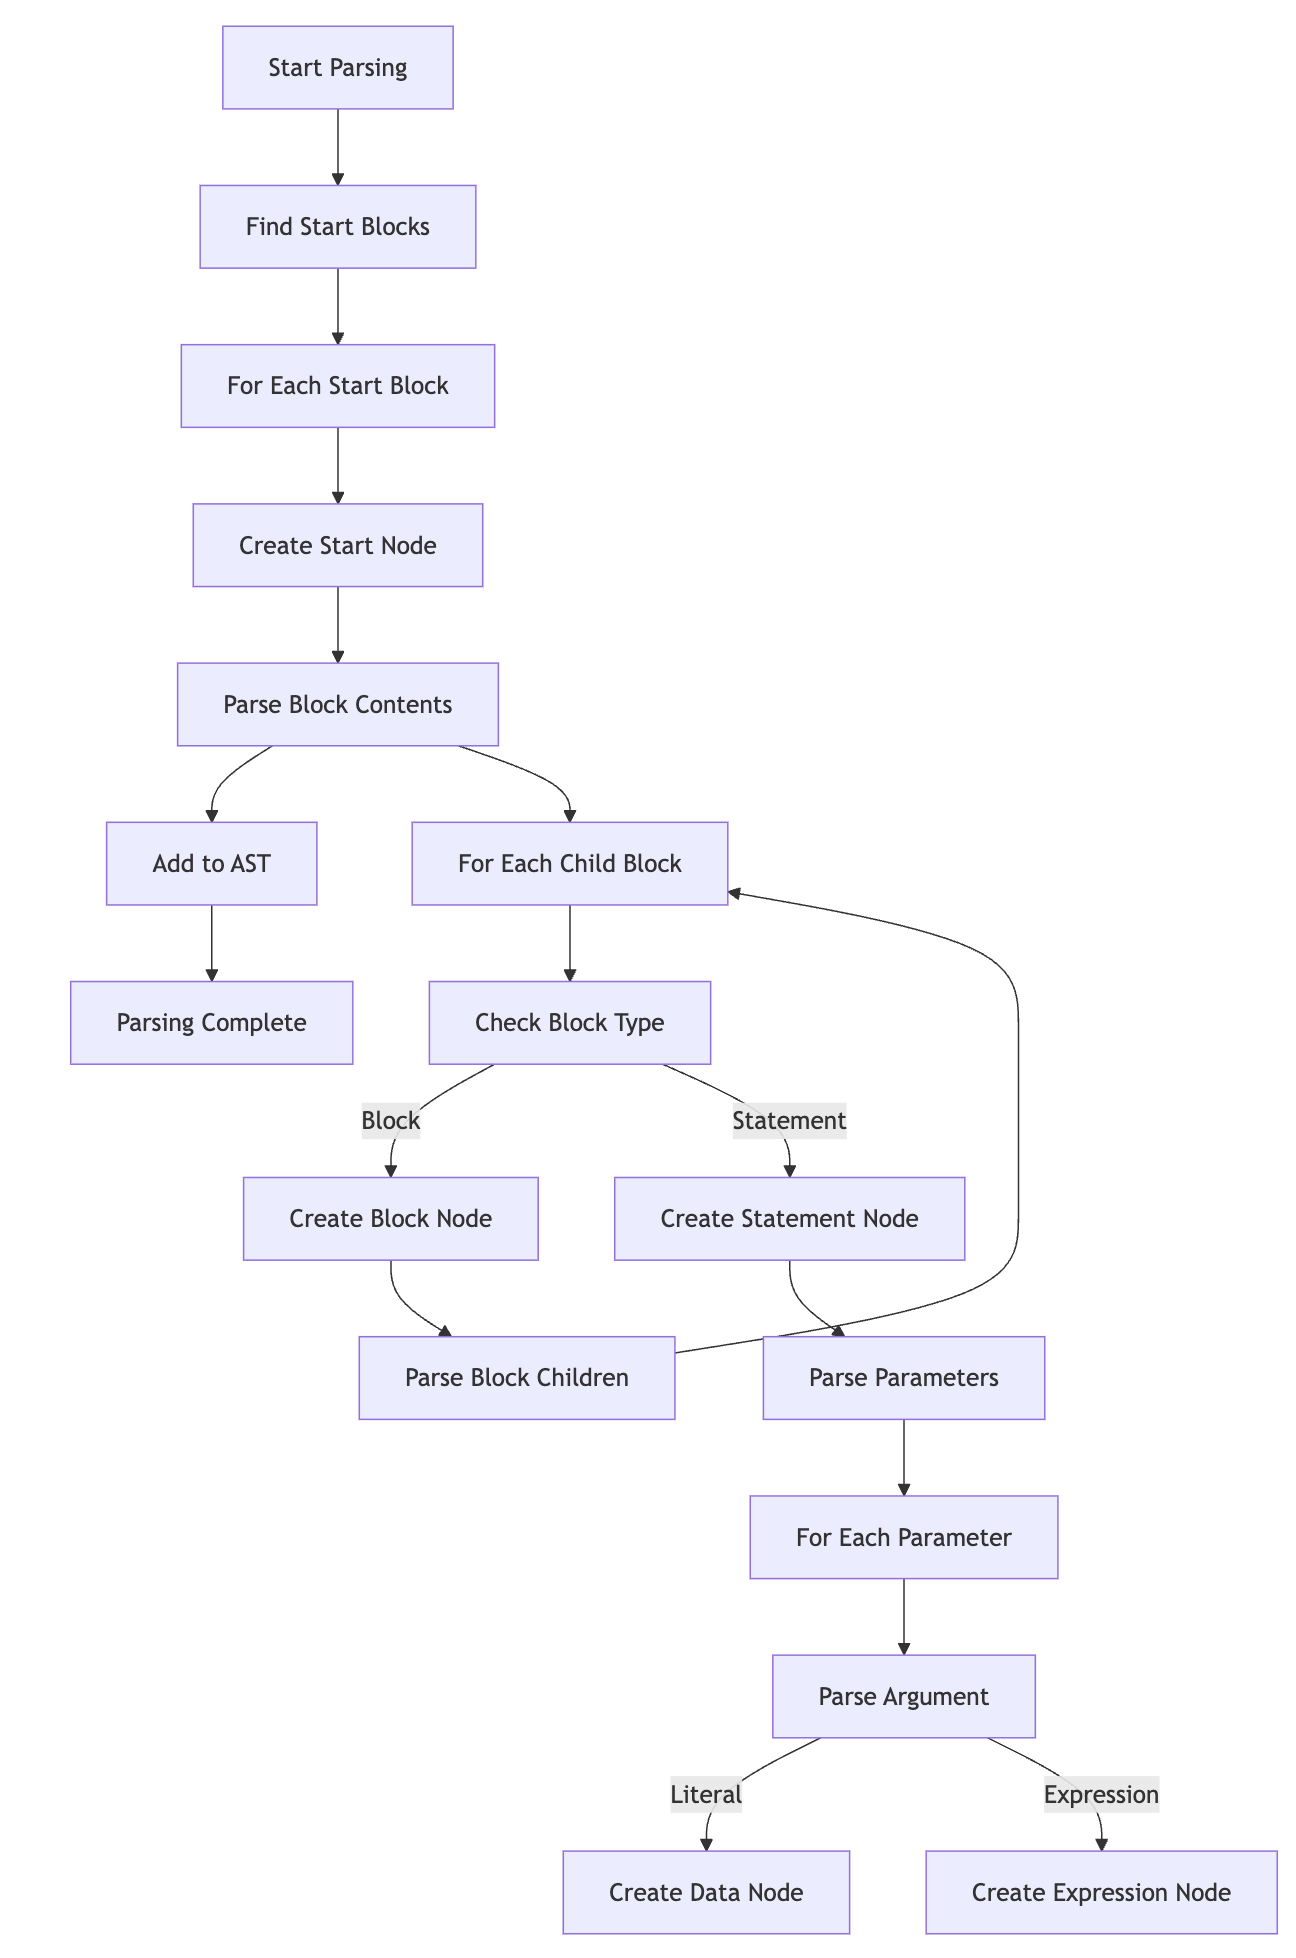 Start Parsing
Find Start Blocks
For Each Start Block
Create Start Node
Parse Block Contents
Add to AST
For Each Child Block
Parsing Complete
Check Block Type
Block
Statement
Create Block Node
Create Statement Node
Parse Block Children
Parse Parameters
For Each Parameter
Parse Argument
Literal
Expression
Create Data Node
Create Expression Node